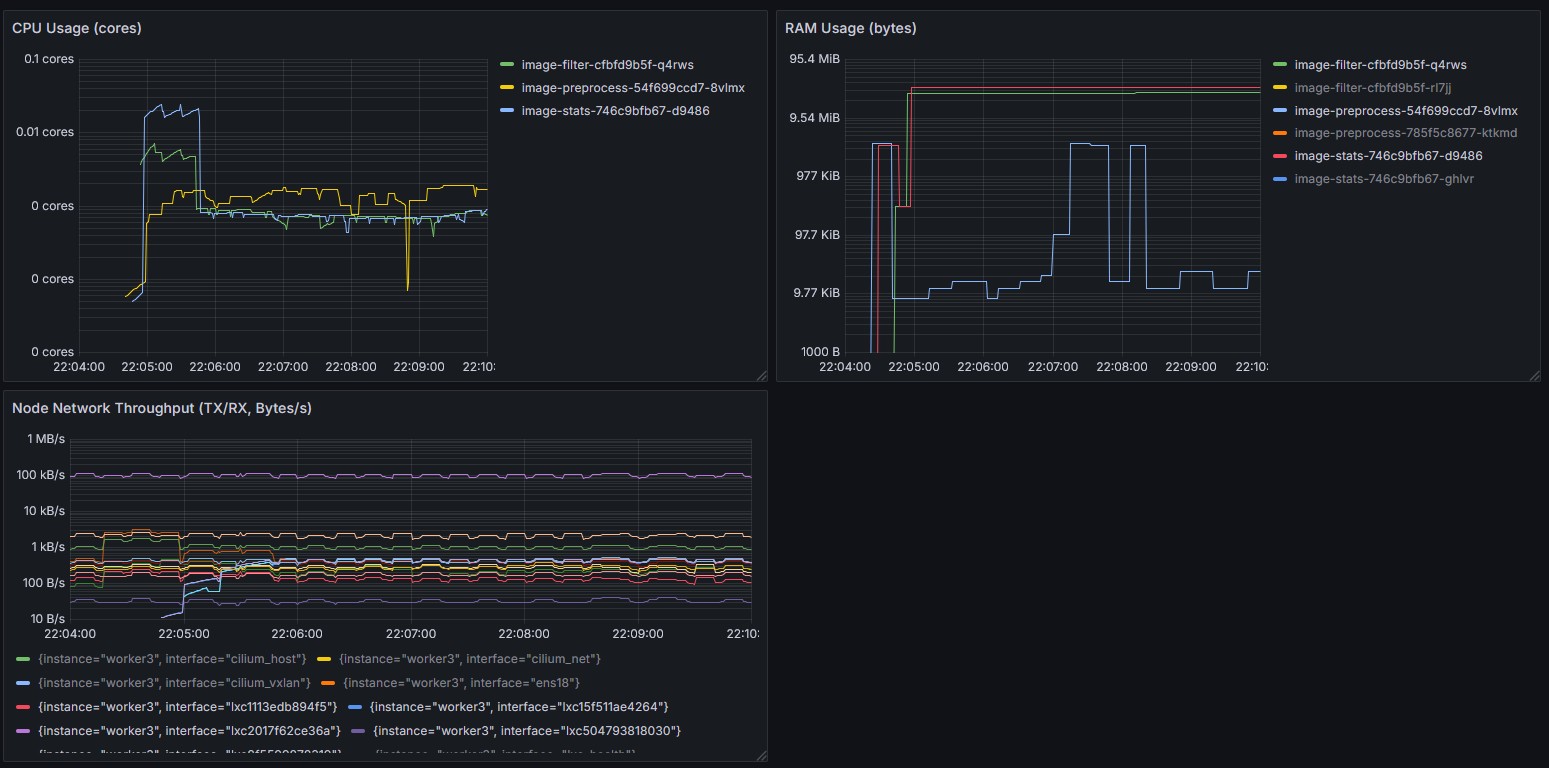 CPU Usage (cores)
0.1 cores
0.01 cores
0 cores
0 cores
0 cores
22:04:00 22:05:00 22:06:00 22:07:00 22:08:00 22:09:00 22:10:
image-filter-cfbfd9b5f-q4rws
image-preprocess-54f699ccd7-8vlmx
image-stats-746c9bfb67-d9486
RAM Usage (bytes)
95.4 MiB
9.54 MiB
977 KiB
97.7 KiB
9.77 KiB
1000 B
22:04:00 22:05:00 22:06:00 22:07:00 22:08:00 22:09:00 22:10:
image-filter-cfbfd9b5f-q4rws
image-filter-cfbfd9b5f-rl7jj
image-preprocess-54f699ccd7-8vlmx
image-preprocess-785f5c8677-ktkmd
image-stats-746c9bfb67-d9486
image-stats-746c9bfb67-ghlvr
Node Network Throughput (TX/RX, Bytes/s)
1 MB/s
100 kB/s
10 kB/s
1 kB/s
100 B/s
10 B/s
22:04:00 22:05:00 22:06:00 22:07:00 22:08:00 22:09:00 22:10:
{instance="worker3", interface="cilium_host"} {instance="worker3", interface="cilium_net"}
{instance="worker3", interface="cilium_vxlan"} {instance="worker3", interface="ens18"}
{instance="worker3", interface="lxc1113edb894f5"} {instance="worker3", interface="lxc15f511ae4264"}
{instance="worker3", interface="lxc2017f62ce36a"} {instance="worker3", interface="lxc504793818030"}
{instance="worker3", {instance="worker3", interface="lxc_health"}